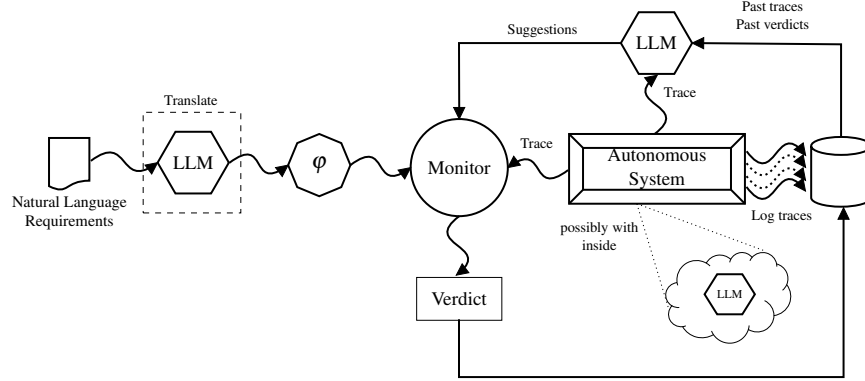 Past traces
Past verdicts
Suggestions
LLM
Trace
Translate
LLM
φ
Monitor
Trace
Autonomous
System
Natural Language
Requirements
Log traces
possibly with
inside
LLM
Verdict